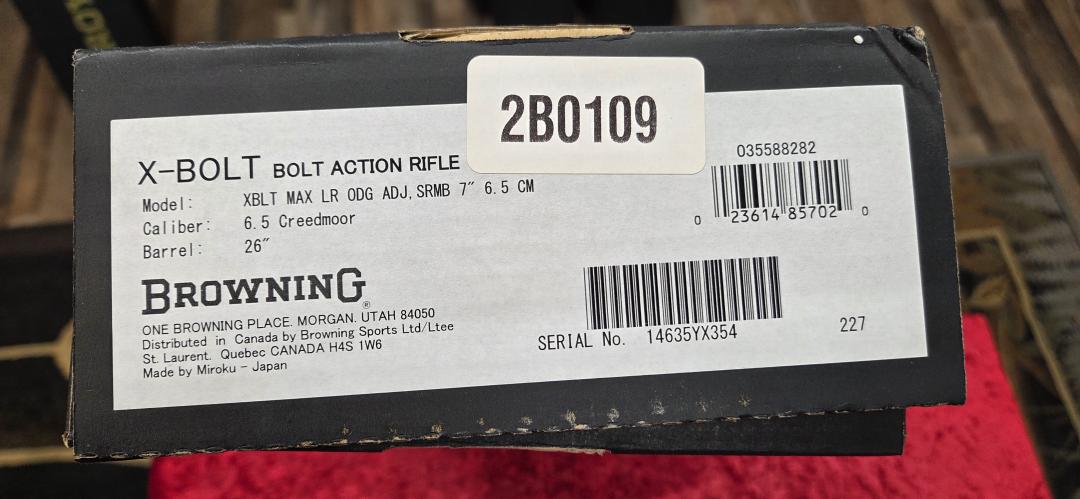 2B0109
X-BOLT BOLT ACTION RIFLE
Model: XBLT MAX LR ODG ADJ,SRMB 7″ 6.5 CM
Caliber: 6.5 Creedmoor
Barrel: 26″
035588282
0 23614 85702 0
BROWNING®
ONE BROWNING PLACE. MORGAN. UTAH 84050
Distributed in Canada by Browning Sports Ltd/Ltee
St. Laurent. Quebec CANADA H4S 1W6
Made by Miroku - Japan
SERIAL No. 14635YX354
227